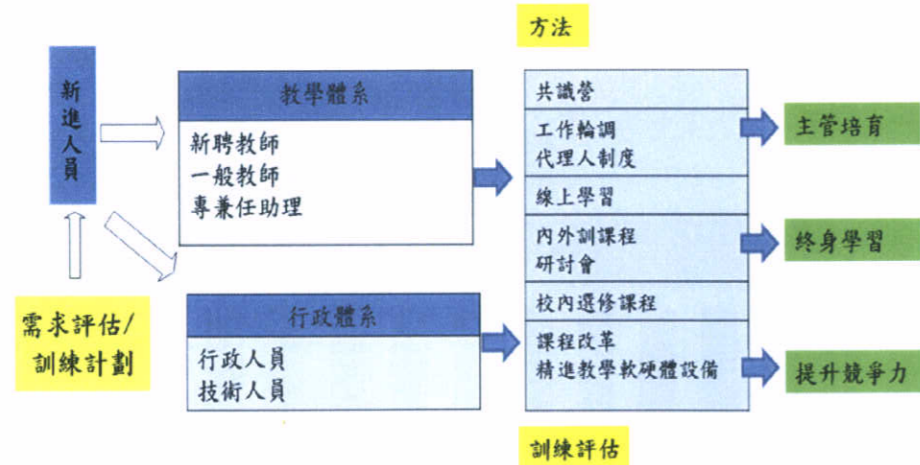 方法
新進人員
教學體系
新聘教師
一般教師
專兼任助理
需求評估/
訓練計劃
行政體系
行政人員
技術人員
共識營
工作輪調
代理人制度
線上學習
內外訓課程
研討會
校內選修課程
課程改革
精進教學軟硬體設備
主管培育
終身學習
提升競爭力
訓練評估